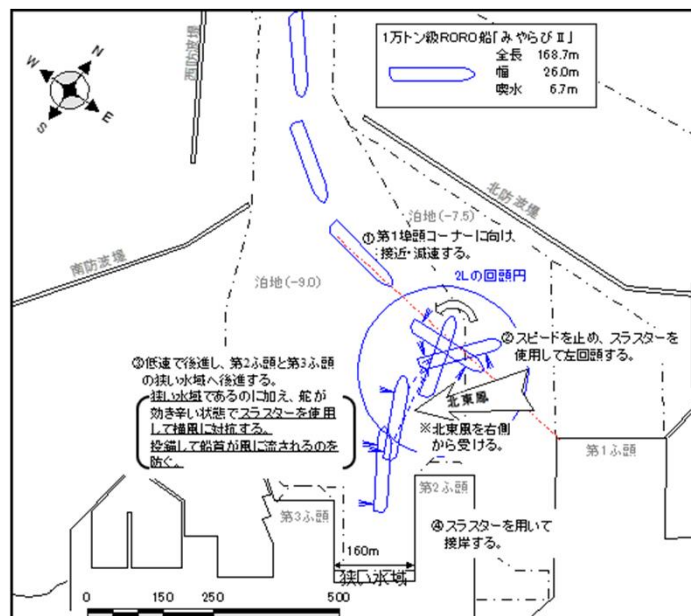 1万トン級RORO船「みやらびⅡ」
全長 168.7m
幅 26.0m
喫水 6.7m
N
W
E
S
西防波堤
北防波堤
南防波堤
泊地(-7.5)
泊地(-9.0)
①第1埠頭コーナーに向け、
接近・減速する。
2Lの回頭円
②スピードを止め、スラスターを
使用して左回頭する。
③低速で後進し、第2ふ頭と第3ふ頭
の狭い水域へ後進する。
狭い水域であるのに加え、舵が
効き辛い状態でスラスターを使用
して横風に対抗する。
投錨して船首が風に流されるのを
防ぐ。
北東風
※北東風を右側
から受ける。
第1ふ頭
第2ふ頭
第3ふ頭
④スラスターを用いて
接岸する。
160m
狭い水域
0 150 250 500